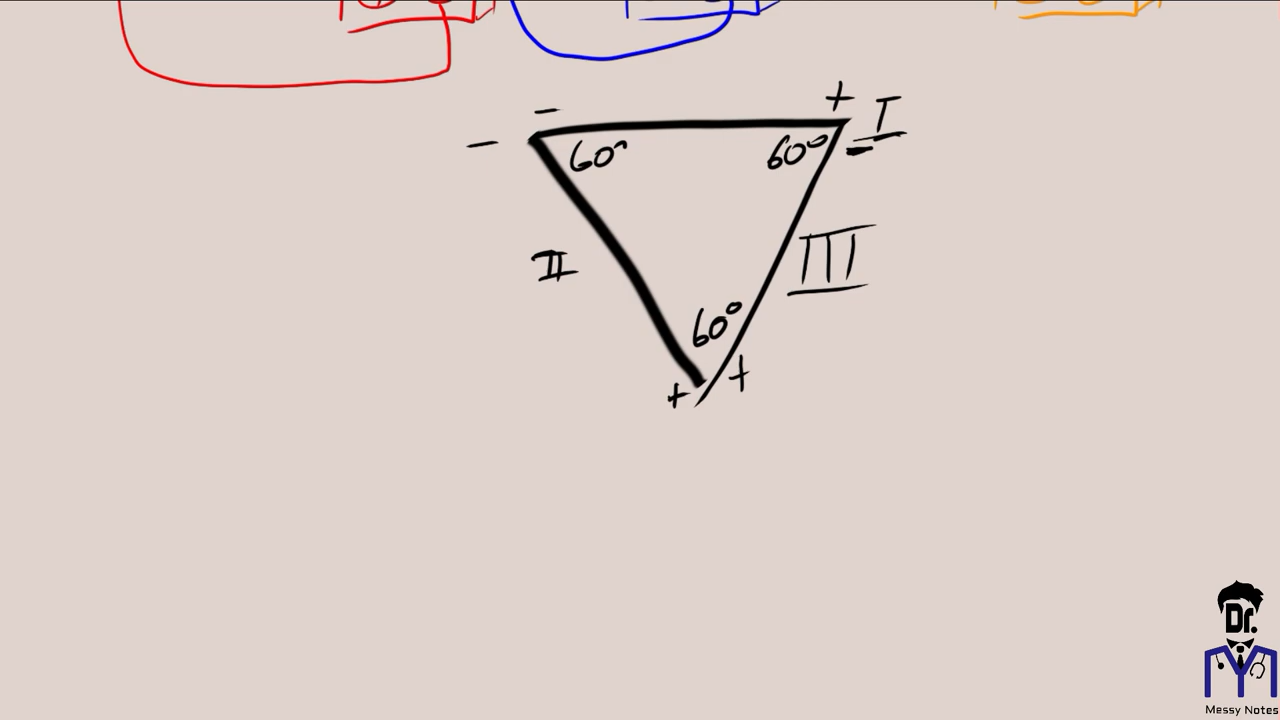 - +
- I
60° 60° -
II III
60°
+ +
Dr.
Messy Notes